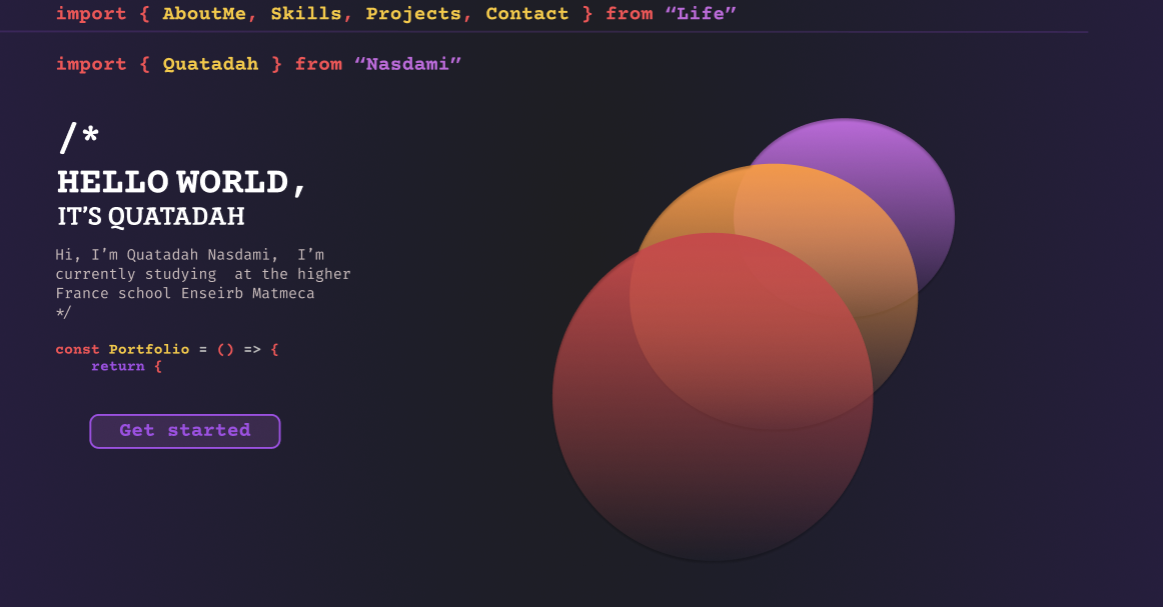 import { AboutMe, Skills, Projects, Contact } from “Life”
import { Quatadah } from “Nasdami”
/*
HELLO WORLD,
IT’S QUATADAH
Hi, I’m Quatadah Nasdami,  I’m
currently studying  at the higher
France school Enseirb Matmeca
*/
const Portfolio = () => {
    return {
Get started